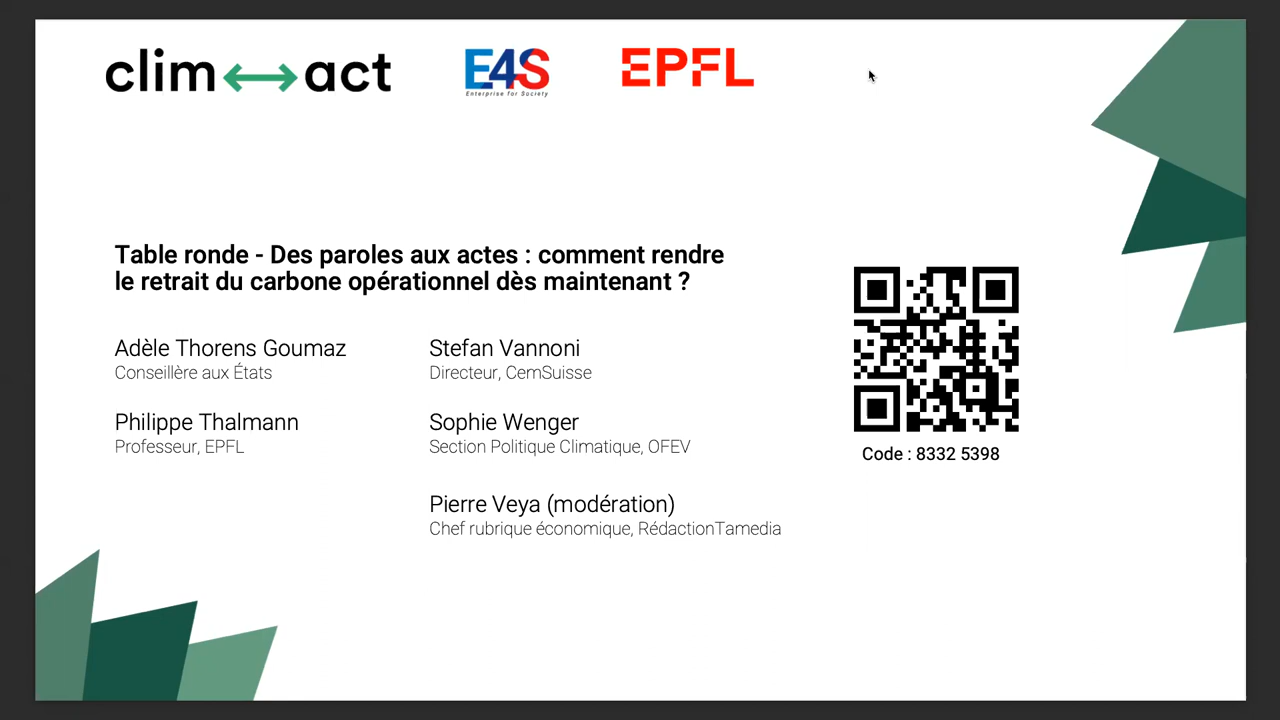 clim act
E4S
Enterprise for Society
EPFL
Table ronde - Des paroles aux actes : comment rendre
le retrait du carbone opérationnel dès maintenant ?
Adèle Thorens Goumaz
Conseillère aux États
Philippe Thalmann
Professeur, EPFL
Stefan Vannoni
Directeur, CemSuisse
Sophie Wenger
Section Politique Climatique, OFEV
Pierre Veya (modération)
Chef rubrique économique, RédactionTamedia
Code : 8332 5398